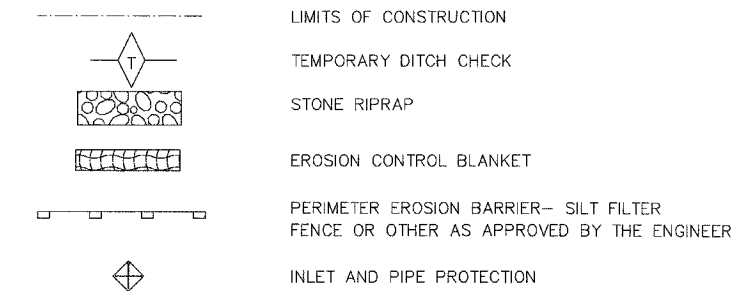 LIMITS OF CONSTRUCTION
T
TEMPORARY DITCH CHECK
STONE RIPRAP
EROSION CONTROL BLANKET
PERIMETER EROSION BARRIER– SILT FILTER
FENCE OR OTHER AS APPROVED BY THE ENGINEER
INLET AND PIPE PROTECTION